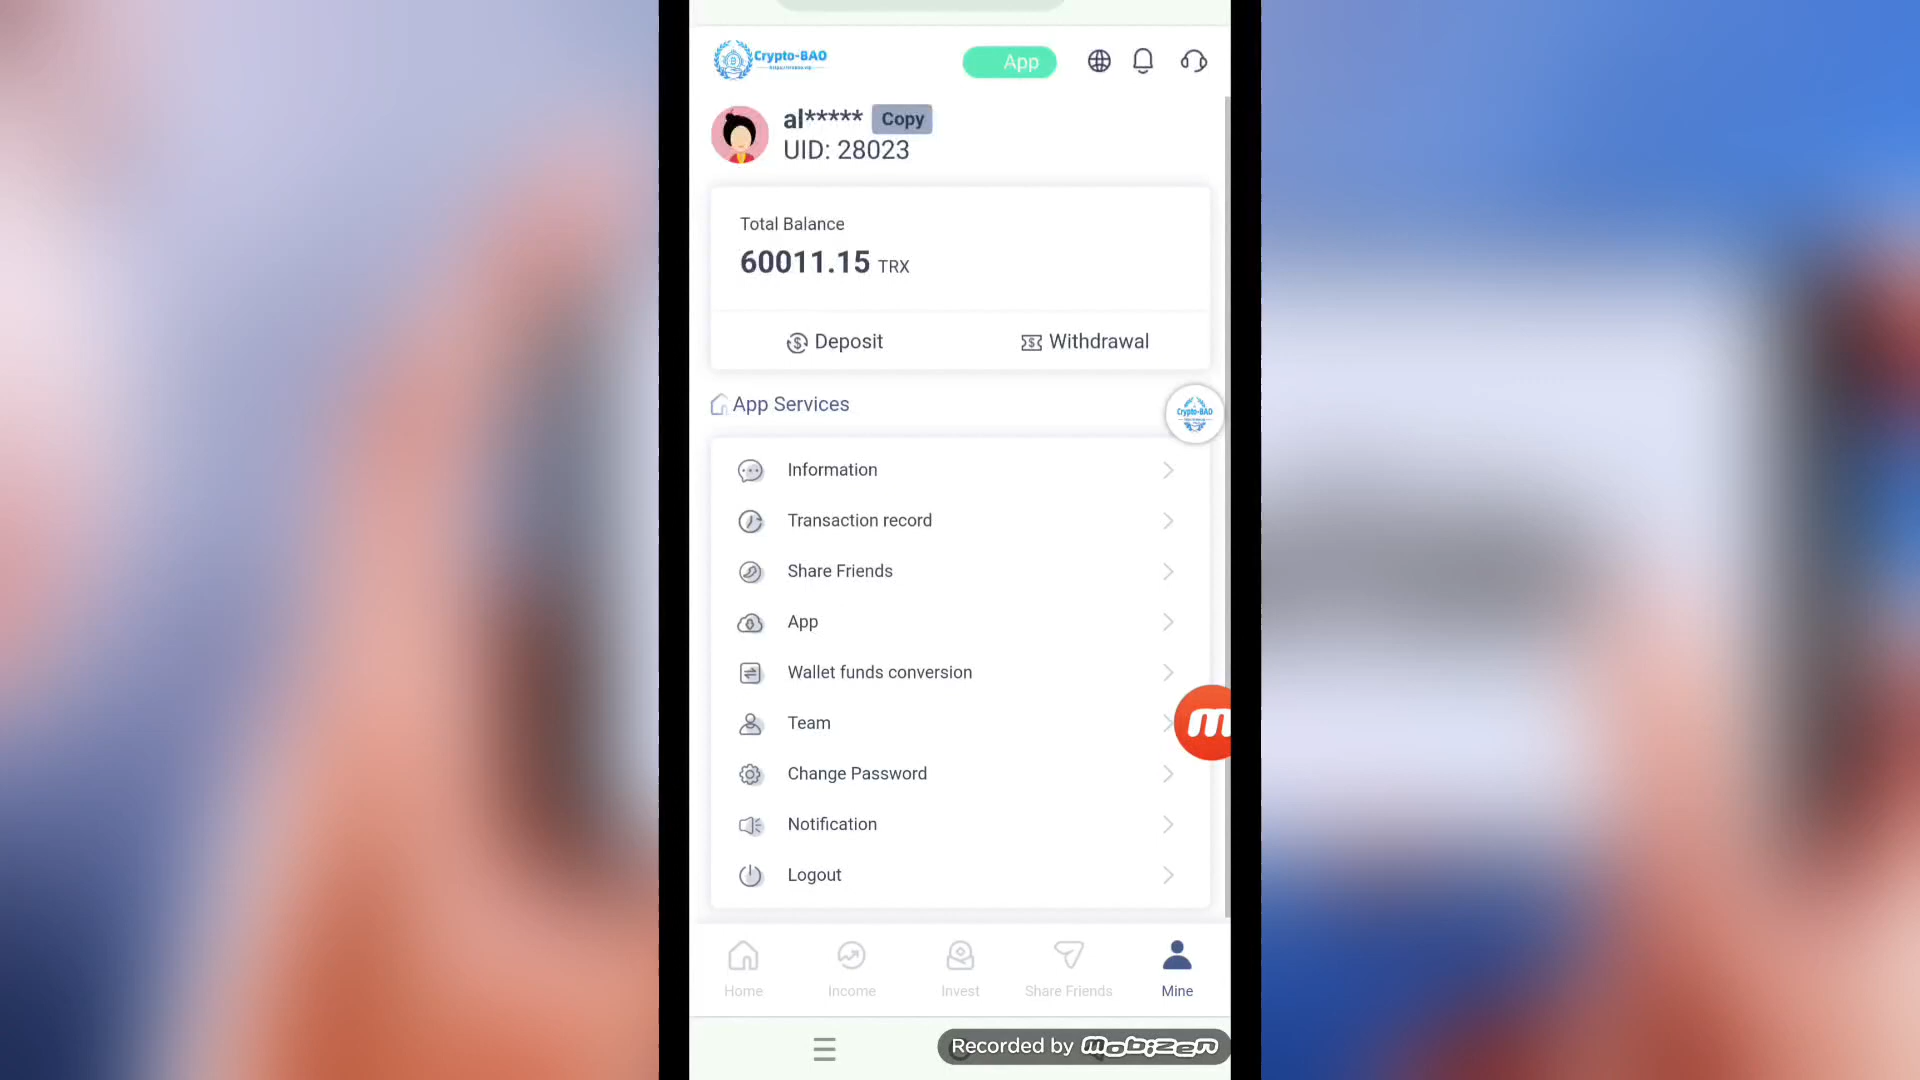 Crypto-BAO
App
al***** Copy
UID: 28023
Total Balance
60011.15 TRX
Deposit
Withdrawal
App Services
Crypto-BAO
Information
Transaction record
Share Friends
App
Wallet funds conversion
Team
Change Password
Notification
Logout
Home
Income
Invest
Share Friends
Mine
Recorded by mobizen